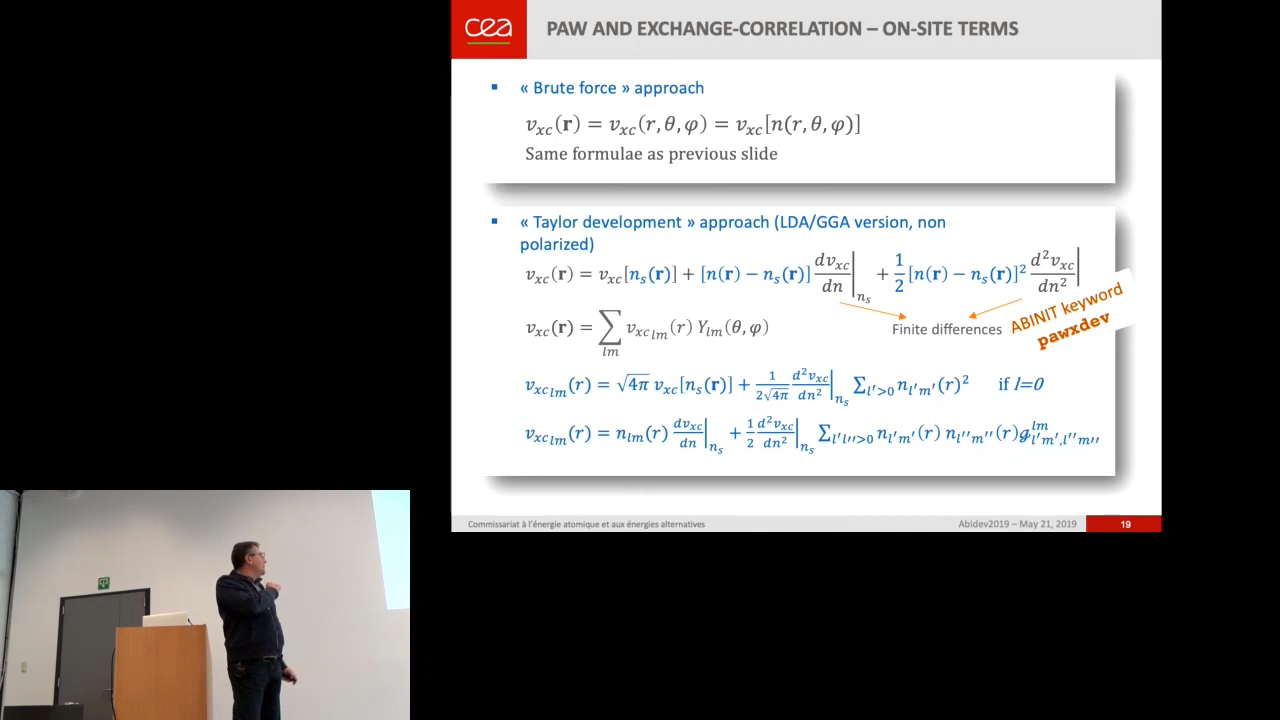 cea
PAW AND EXCHANGE-CORRELATION – ON-SITE TERMS
▪ « Brute force » approach
v_xc(𝐫) = v_xc(r, θ, φ) = v_xc[n(r, θ, φ)]
Same formulae as previous slide
▪ « Taylor development » approach (LDA/GGA version, non
polarized)
v_xc(𝐫) = v_xc[n_s(𝐫)] + [n(𝐫) − n_s(𝐫)] dv_xc/dn|_{n_s} + 1/2 [n(𝐫) − n_s(𝐫)]² d²v_xc/dn²|
Finite differences
ABINIT keyword
pawxdev
v_xc(𝐫) = ∑_{lm} v_{xc lm}(r) Y_{lm}(θ, φ)
v_{xc lm}(r) = √4π v_xc[n_s(𝐫)] + 1/(2√4π) d²v_xc/dn²|_{n_s} ∑_{l'>0} n_{l'm'}(r)² if l=0
v_{xc lm}(r) = n_{lm}(r) dv_xc/dn|_{n_s} + 1/2 d²v_xc/dn²|_{n_s} ∑_{l'l''>0} n_{l'm'}(r) n_{l''m''}(r) g^{lm}_{l'm',l''m''}
Commissariat à l'énergie atomique et aux énergies alternatives
Abidev2019 – May 21, 2019
19